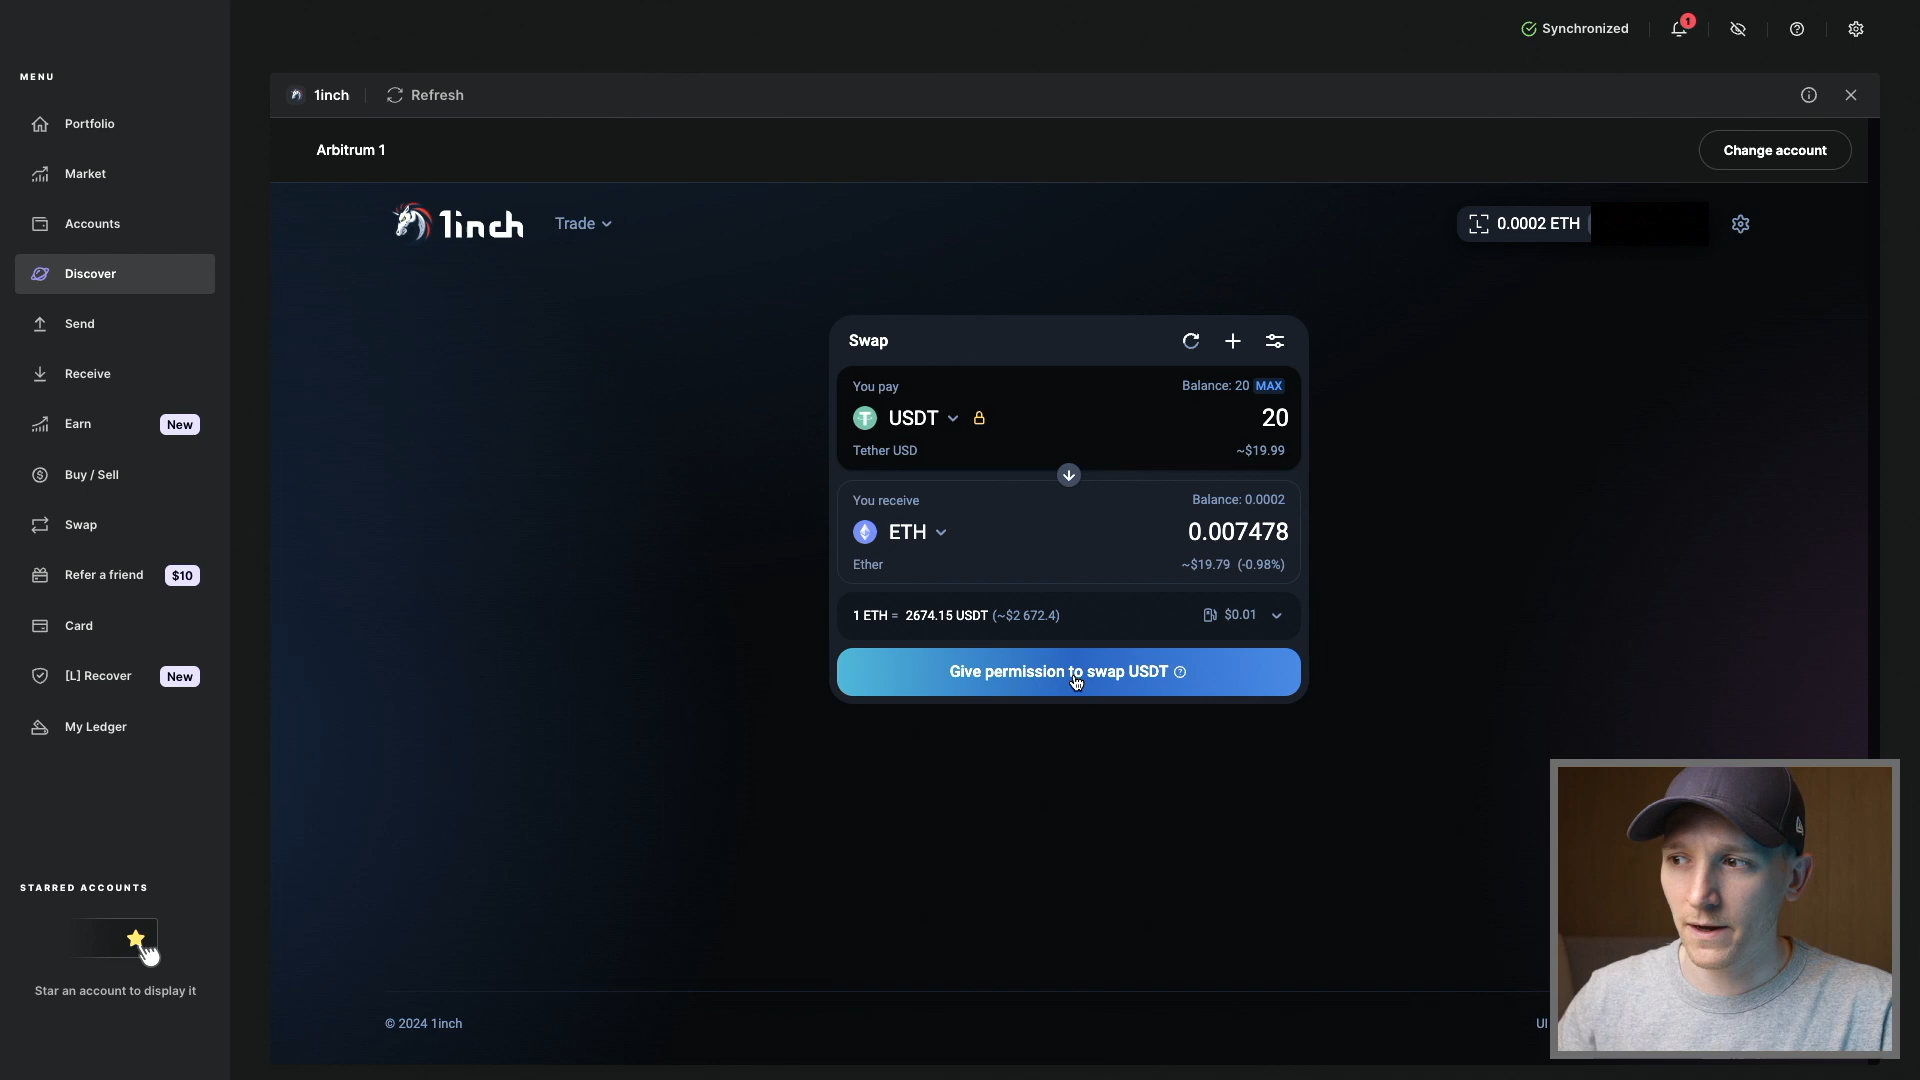 Synchronized
1
MENU
Portfolio
Market
Accounts
Discover
Send
Receive
Earn New
Buy / Sell
Swap
Refer a friend $10
Card
[L] Recover New
My Ledger
STARRED ACCOUNTS
Star an account to display it
1inch Refresh
Arbitrum 1 Change account
1inch Trade 0.0002 ETH
Swap
You pay Balance: 20 MAX
USDT 20
Tether USD ~$19.99
You receive Balance: 0.0002
ETH 0.007478
Ether ~$19.79 (-0.98%)
1 ETH = 2674.15 USDT (~$2 672.4) $0.01
Give permission to swap USDT
© 2024 1inch UI